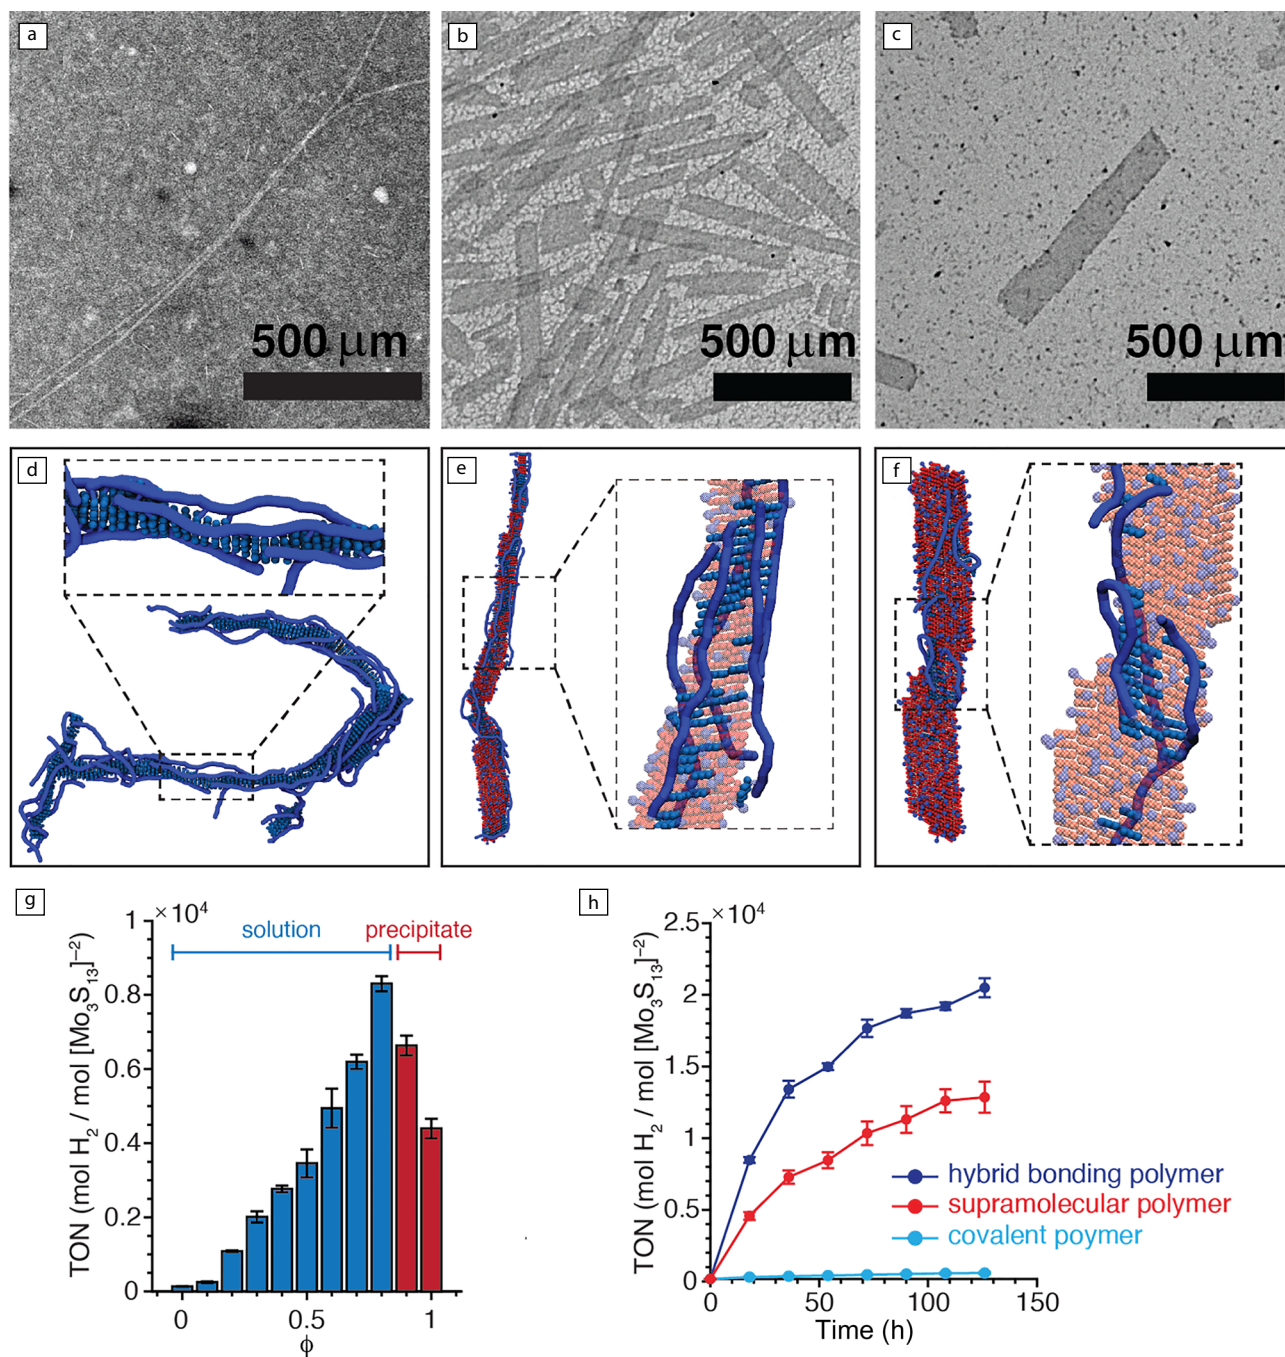 a
b
c
500 μm
500 μm
500 μm
d
e
f
g
h
×10⁴
1
0.8
0.6
0.4
0.2
0
0
0.5
1
ϕ
TON (mol H₂ / mol [Mo₃S₁₃]⁻²)
solution
precipitate
×10⁴
2.5
2
1.5
1
0.5
0
0
50
100
150
Time (h)
TON (mol H₂ / mol [Mo₃S₁₃]⁻²)
hybrid bonding polymer
supramolecular polymer
covalent poymer